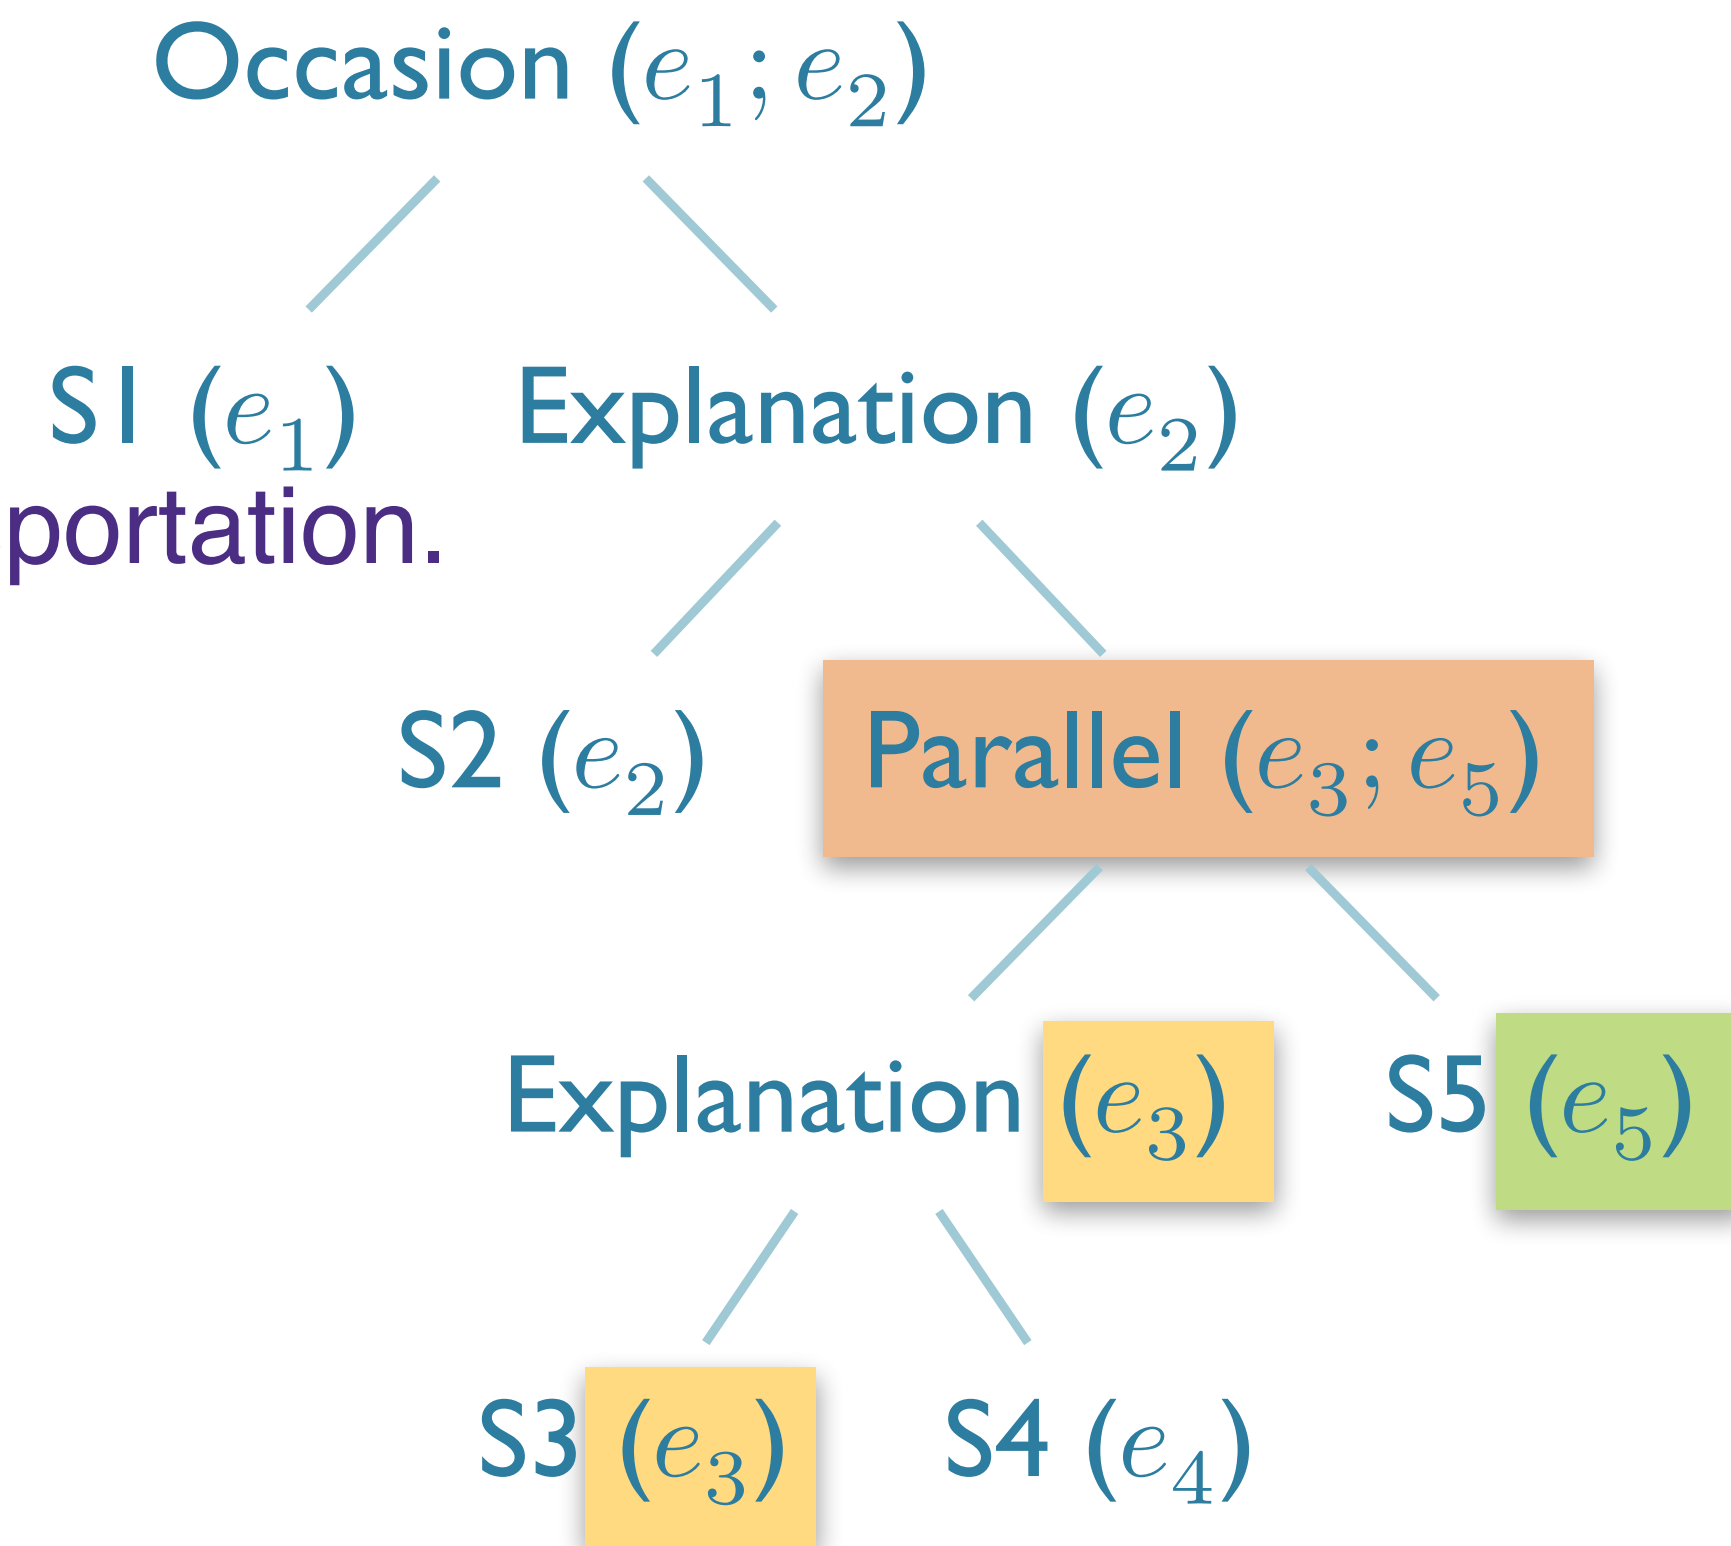 Occasion (e₁; e₂)
S1 (e₁) Explanation (e₂)
portation.
S2 (e₂) Parallel (e₃; e₅)
Explanation (e₃) S5 (e₅)
S3 (e₃) S4 (e₄)